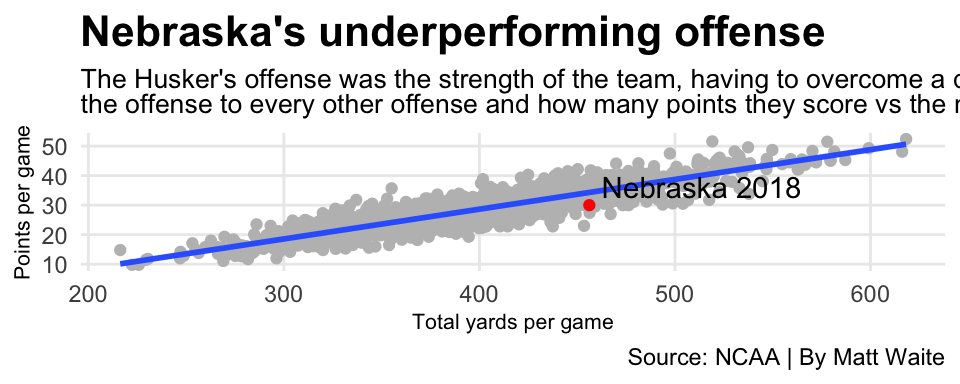 Nebraska's underperforming offense
The Husker's offense was the strength of the team, having to overcome a
the offense to every other offense and how many points they score vs the
Points per game
50
40
30
20
10
Nebraska 2018
200 300 400 500 600
Total yards per game
Source: NCAA | By Matt Waite